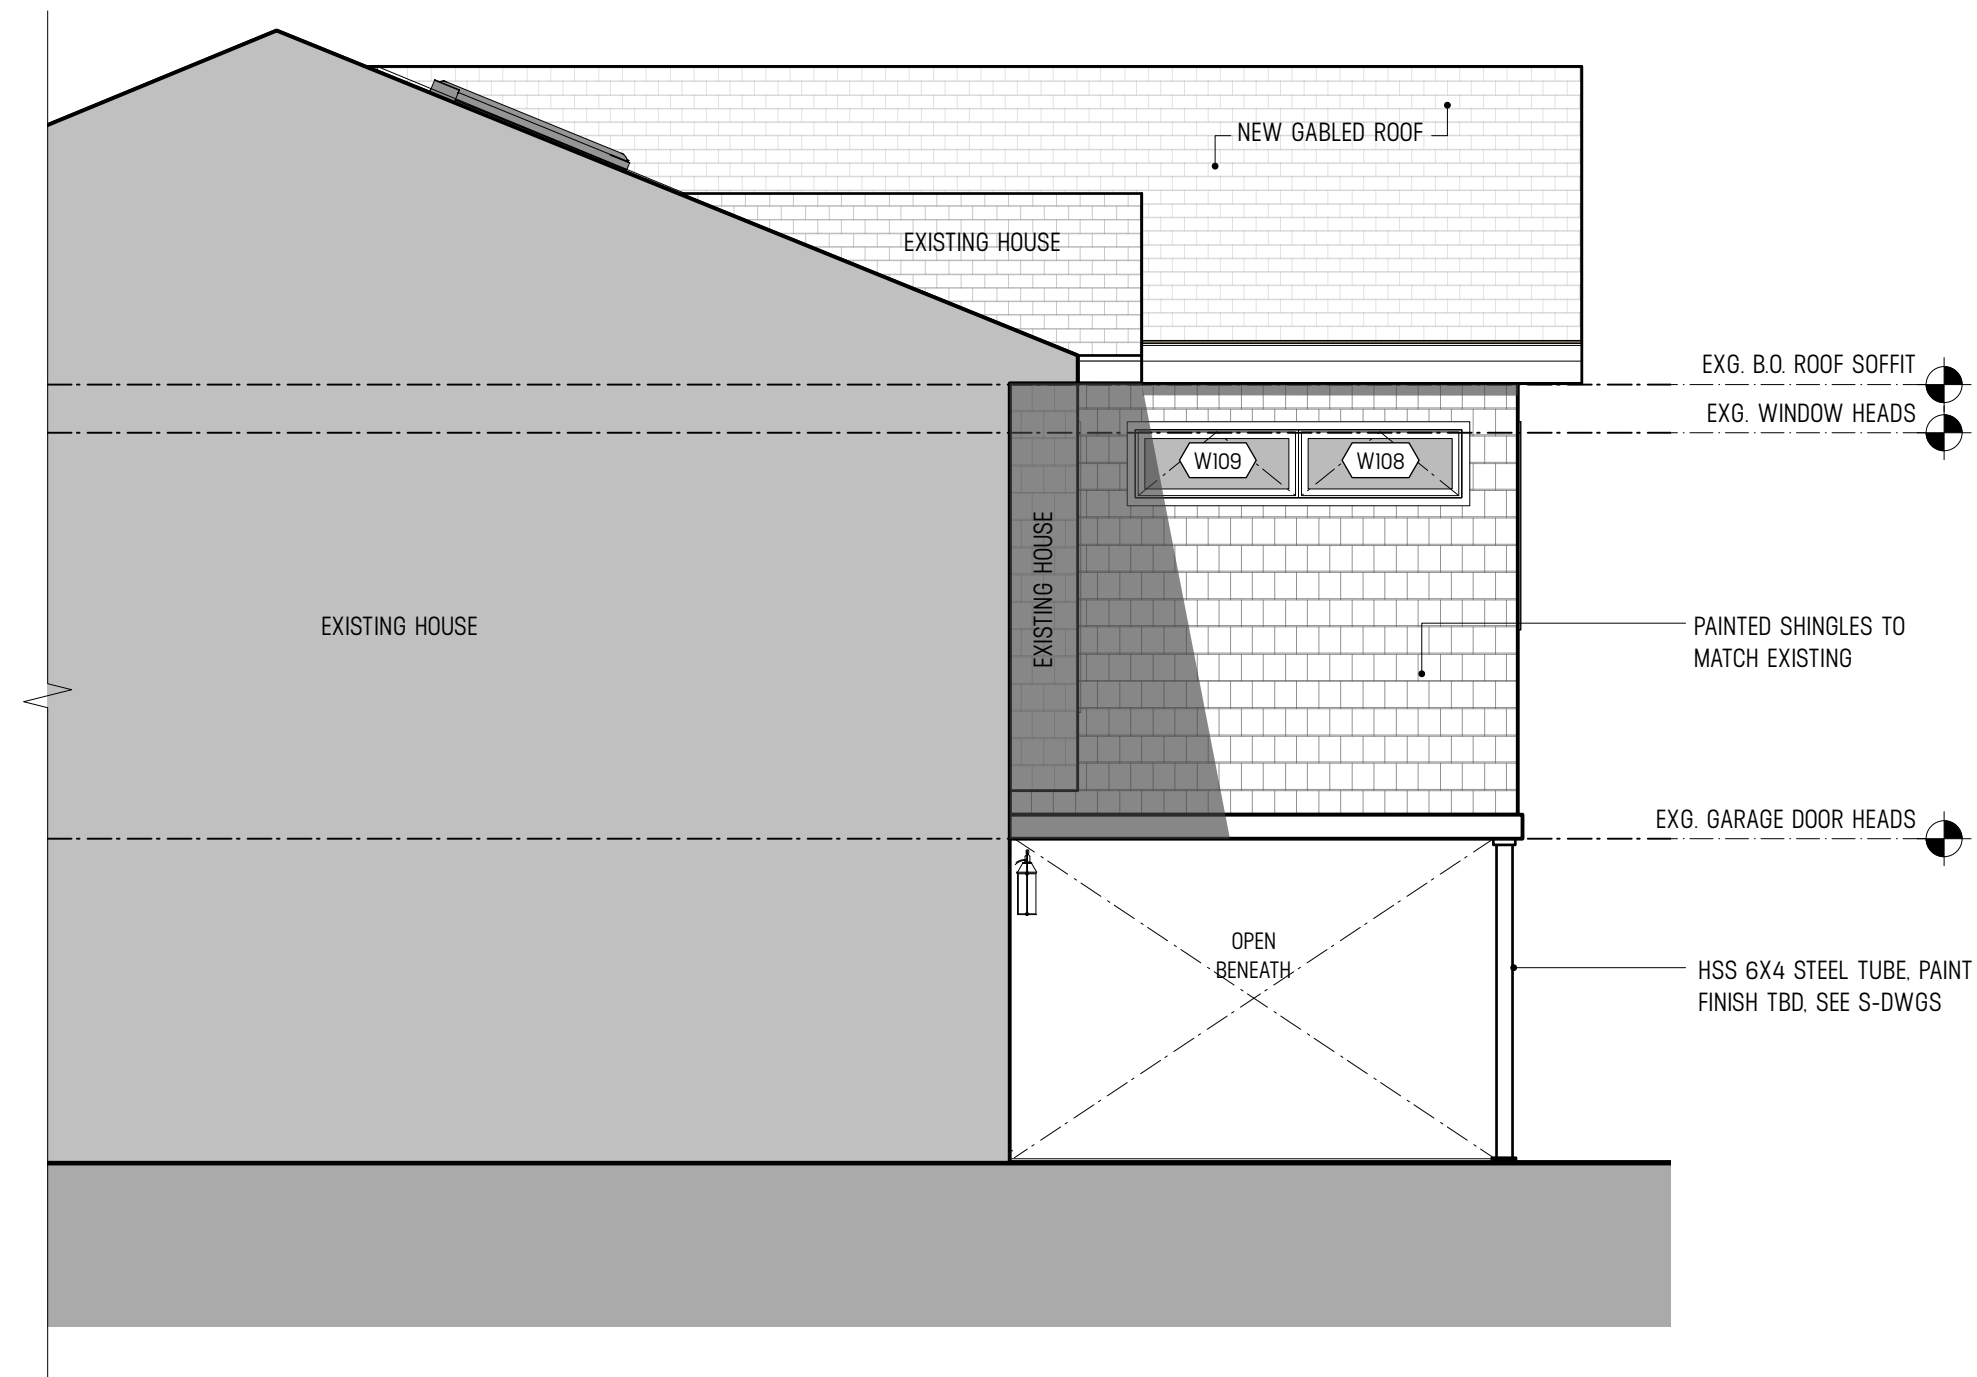 NEW GABLED ROOF
EXISTING HOUSE
EXG. B.O. ROOF SOFFIT
EXG. WINDOW HEADS
W109
W108
EXISTING HOUSE
EXISTING HOUSE
PAINTED SHINGLES TO
MATCH EXISTING
EXG. GARAGE DOOR HEADS
OPEN
BENEATH
HSS 6X4 STEEL TUBE, PAINT
FINISH TBD, SEE S-DWGS